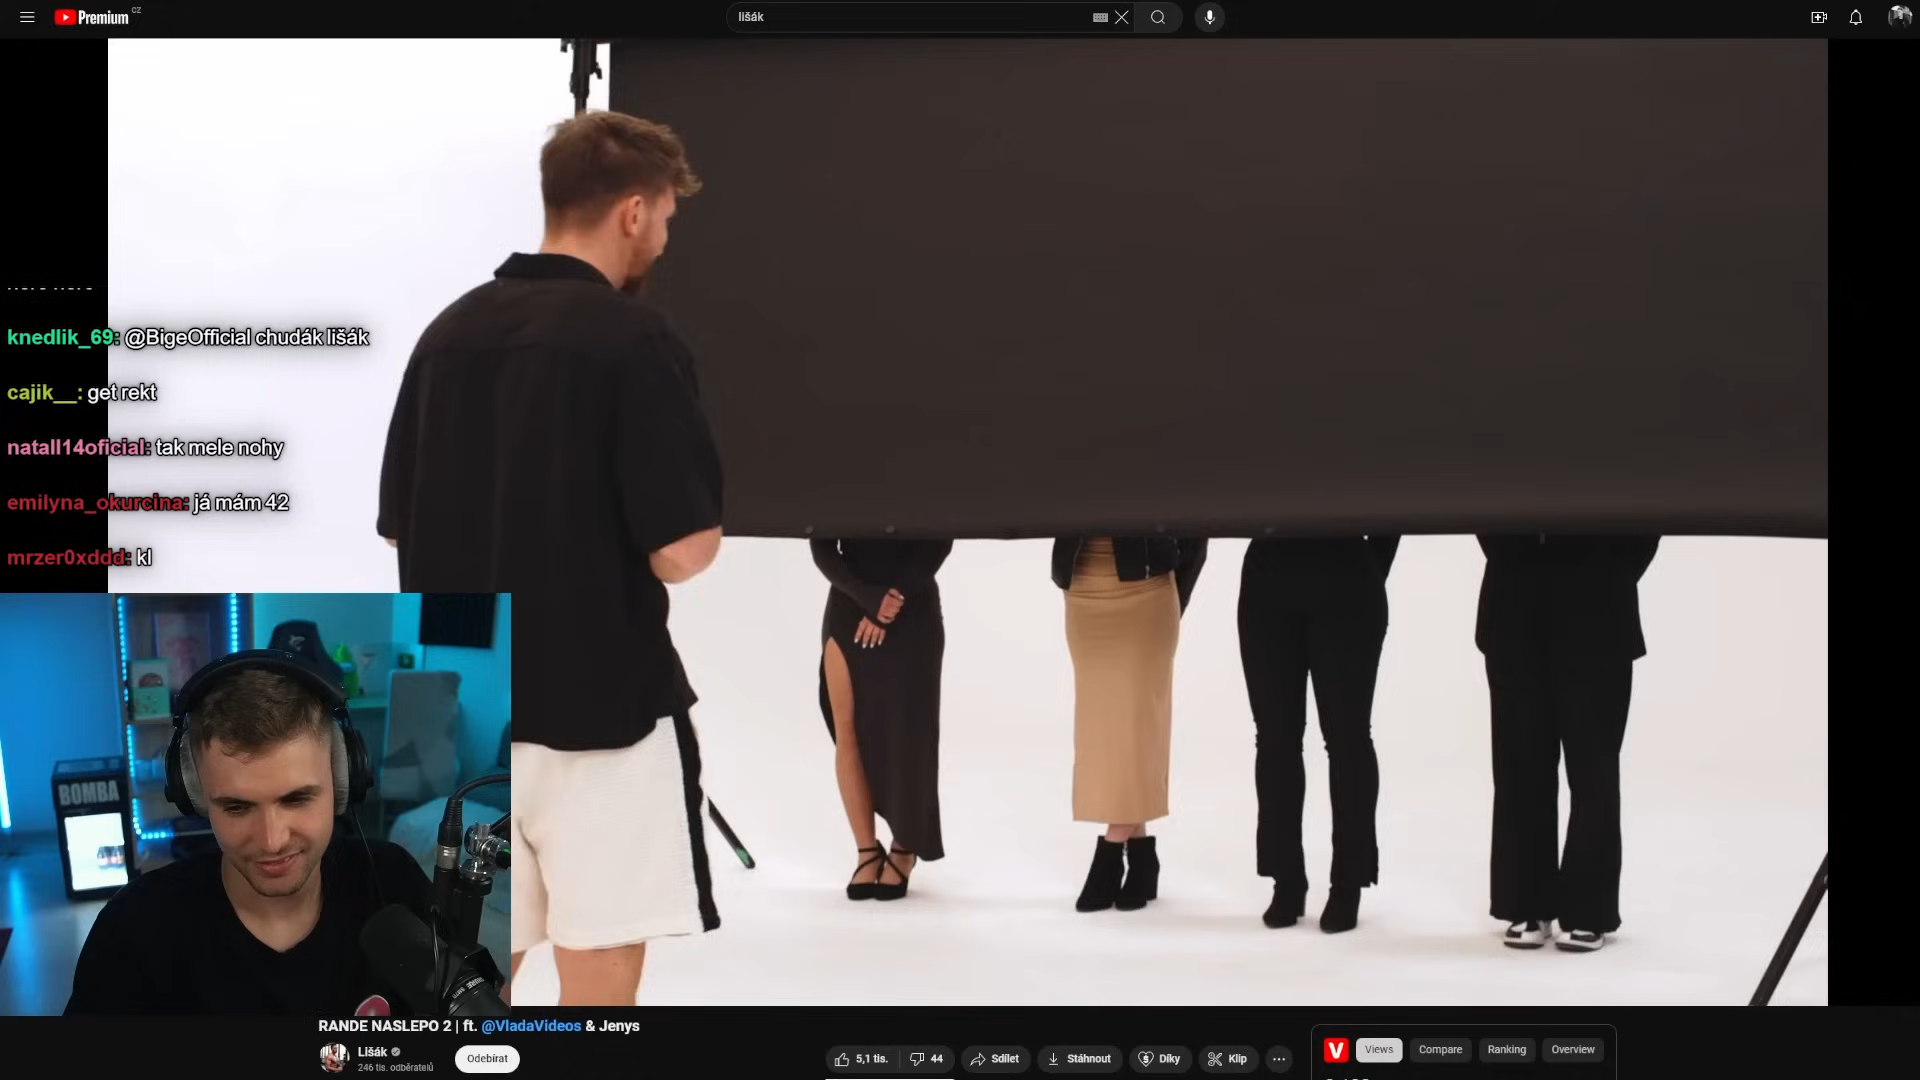 Premium CZ
lišák
knedlik_69: @BigeOfficial chudák lišák
cajik__: get rekt
natall14oficial: tak mele nohy
emilyna_okurcina: já mám 42
mrzer0xddd: kl
BOMBA
RANDE NASLEPO 2 | ft. @VladaVideos & Jenys
Lišák
246 tis. odběratelů
Odebírat
5,1 tis.
44
Sdílet
Stáhnout
Díky
Klip
Views
Compare
Ranking
Overview